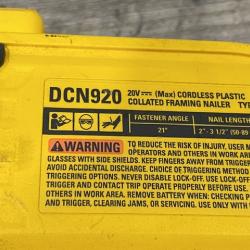 DCN920 20V⎓ (Max) CORDLESS PLASTIC
COLLATED FRAMING NAILER TYP
FASTENER ANGLE NAIL LENGTH
21° 2" - 3 1/2" (50-89
WARNING TO REDUCE THE RISK OF INJURY, USER M
OPERATORS AND OTHERS IN WORK AREA
GLASSES WITH SIDE SHIELDS. KEEP FINGERS AWAY FROM TRIGGER
AVOID ACCIDENTAL DISCHARGE. CHOICE OF TRIGGERING METHOD
TRIGGERING OPTIONS. NEVER DISABLE LOCK-OFF. USE LOCK-OFF
TRIGGER AND CONTACT TRIP OPERATE PROPERLY BEFORE USE. D
OTHERS IN WORK AREA. REMOVE BATTERY WHEN CHECKING P
TRIGGER, CLEARING JAMS, OR SERVICING. USE ONLY WITH